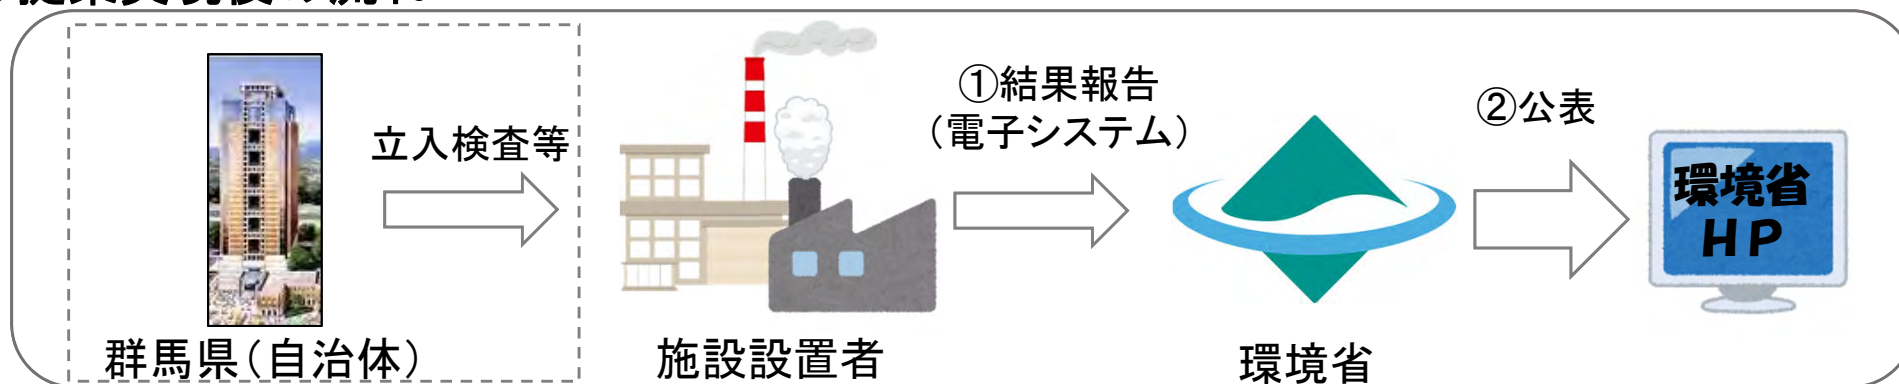 立入検査等
①結果報告
(電子システム)
②公表
環境省
HP
群馬県(自治体)
施設設置者
環境省